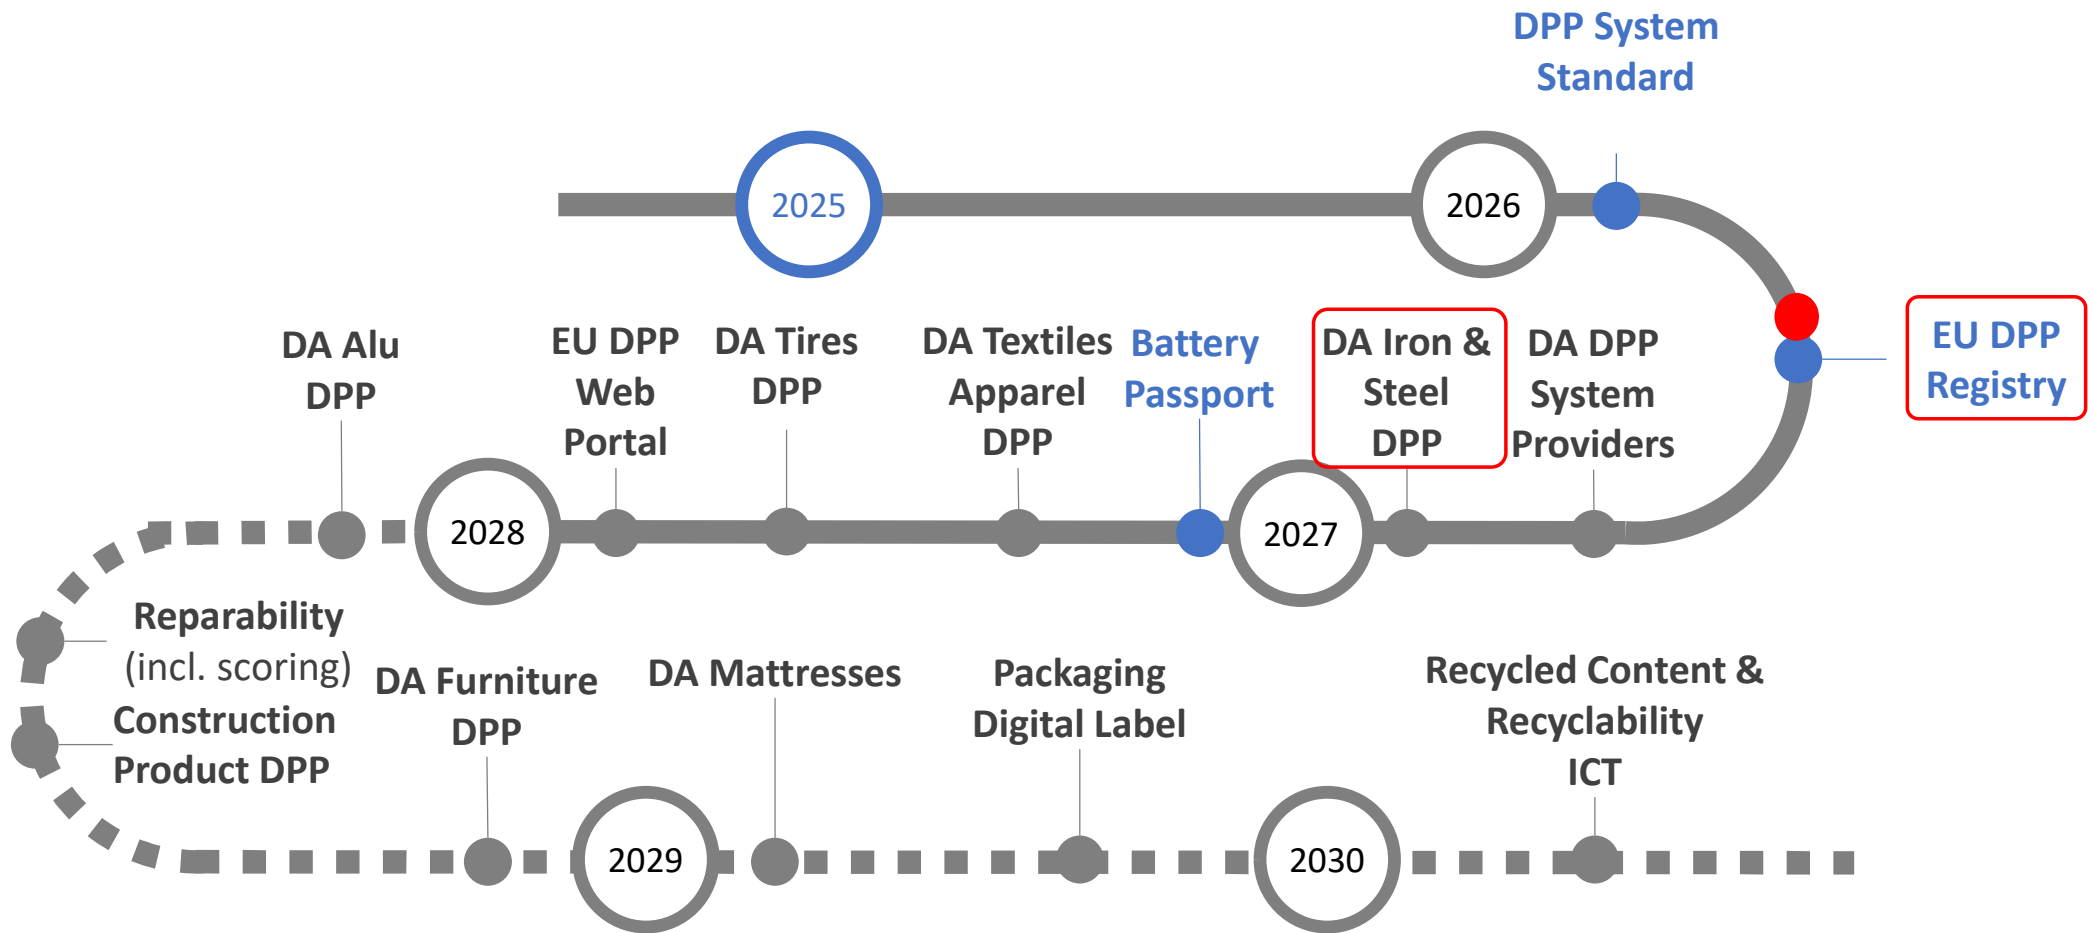 DPP System
Standard
2025
2026
EU DPP
Registry
DA Alu
DPP
EU DPP
Web
Portal
DA Tires
DPP
DA Textiles
Apparel
DPP
Battery
Passport
DA Iron &
Steel
DPP
DA DPP
System
Providers
2028
2027
Reparability
(incl. scoring)
Construction
Product DPP
DA Furniture
DPP
DA Mattresses
Packaging
Digital Label
Recycled Content &
Recyclability
ICT
2029
2030